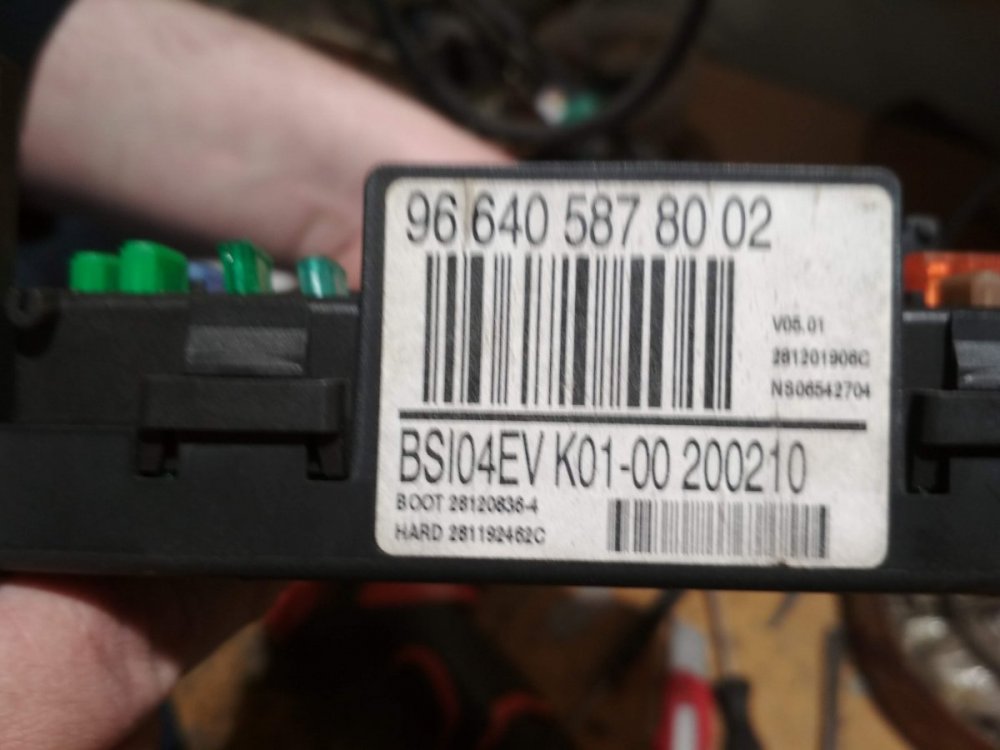 96 640 587 80 02
V05.01
281201906C
NS06542704
BSI04EV K01-00 200210
BOOT 28120836-4
HARD 281192462C